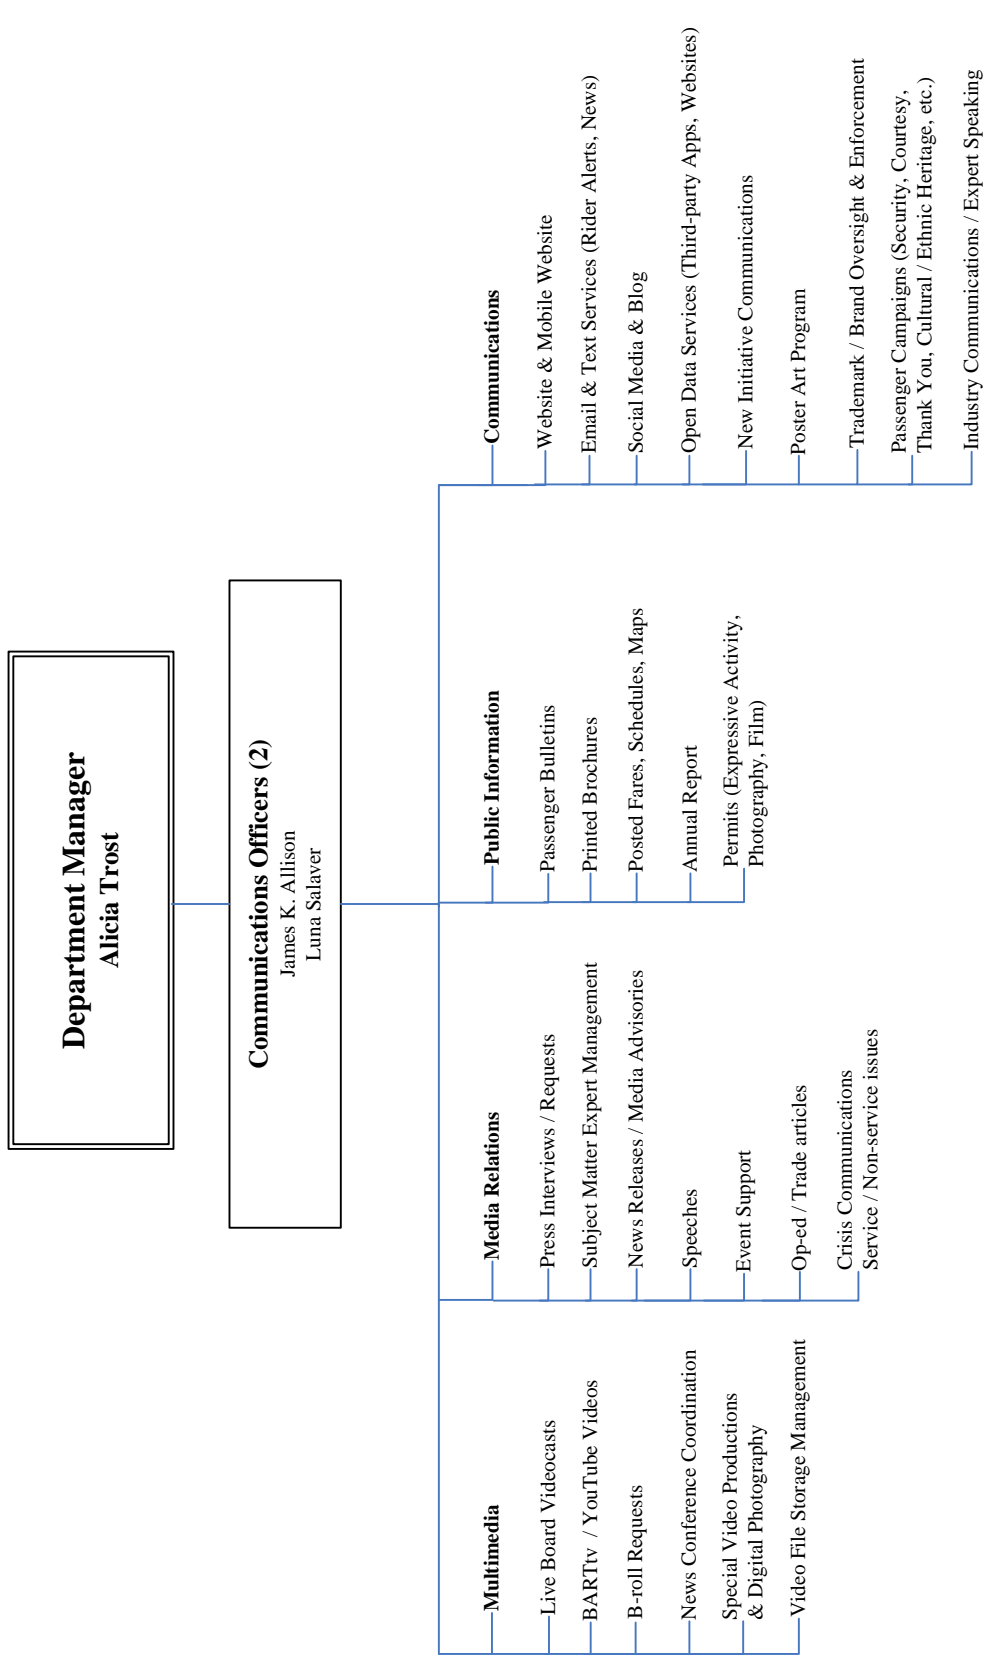 Department Manager
Alicia Trost
Communications Officers (2)
James K. Allison
Luna Salaver
Multimedia
Live Board Videocasts
BARTtv / YouTube Videos
B-roll Requests
News Conference Coordination
Special Video Productions
& Digital Photography
Video File Storage Management
Media Relations
Press Interviews / Requests
Subject Matter Expert Management
News Releases / Media Advisories
Speeches
Event Support
Op-ed / Trade articles
Crisis Communications
Service / Non-service issues
Public Information
Passenger Bulletins
Printed Brochures
Posted Fares, Schedules, Maps
Annual Report
Permits (Expressive Activity,
Photography, Film)
Communications
Website & Mobile Website
Email & Text Services (Rider Alerts, News)
Social Media & Blog
Open Data Services (Third-party Apps, Websites)
New Initiative Communications
Poster Art Program
Trademark / Brand Oversight & Enforcement
Passenger Campaigns (Security, Courtesy,
Thank You, Cultural / Ethnic Heritage, etc.)
Industry Communications / Expert Speaking